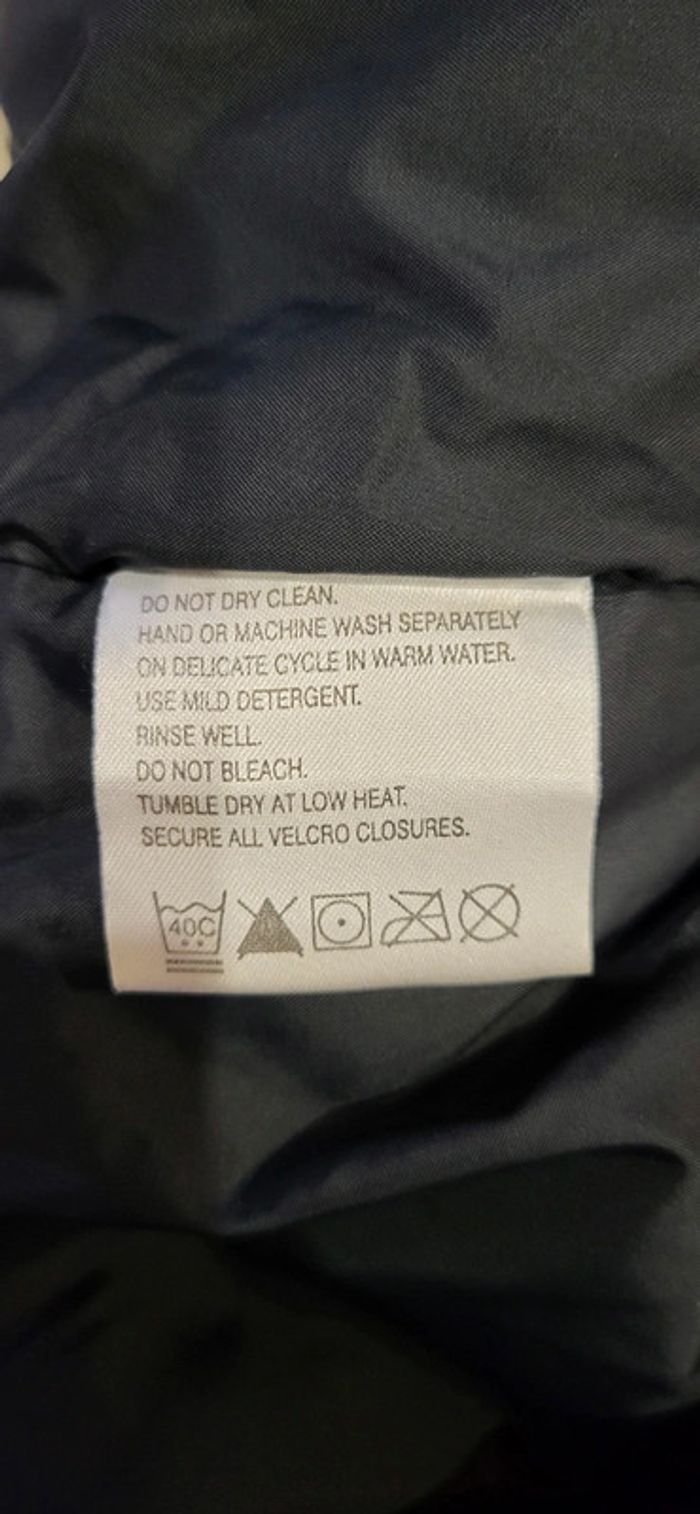 DO NOT DRY CLEAN.
HAND OR MACHINE WASH SEPARATELY
ON DELICATE CYCLE IN WARM WATER.
USE MILD DETERGENT.
RINSE WELL.
DO NOT BLEACH.
TUMBLE DRY AT LOW HEAT.
SECURE ALL VELCRO CLOSURES.
40C